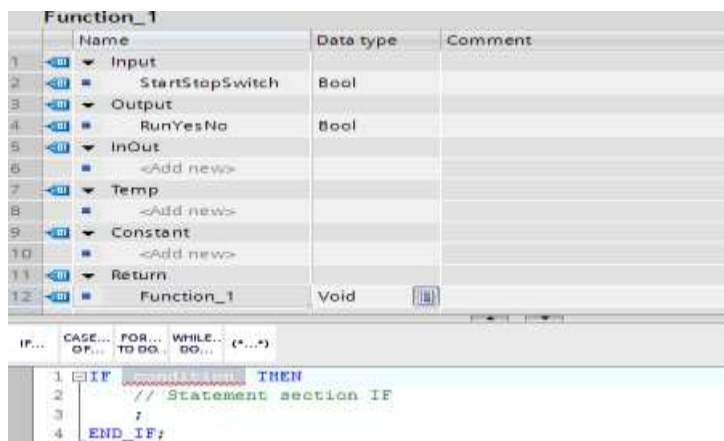 Function_1
Name Data type Comment
1 Input
2 StartStopSwitch Bool
3 Output
4 RunYesNo Bool
5 InOut
6 <Add new>
7 Temp
8 <Add new>
9 Constant
10 <Add new>
11 Return
12 Function_1 Void
IF... CASE... OF... FOR... TO DO... WHILE... DO... (*...*)
1 IF condition THEN
2 // Statement section IF
3 ;
4 END_IF;